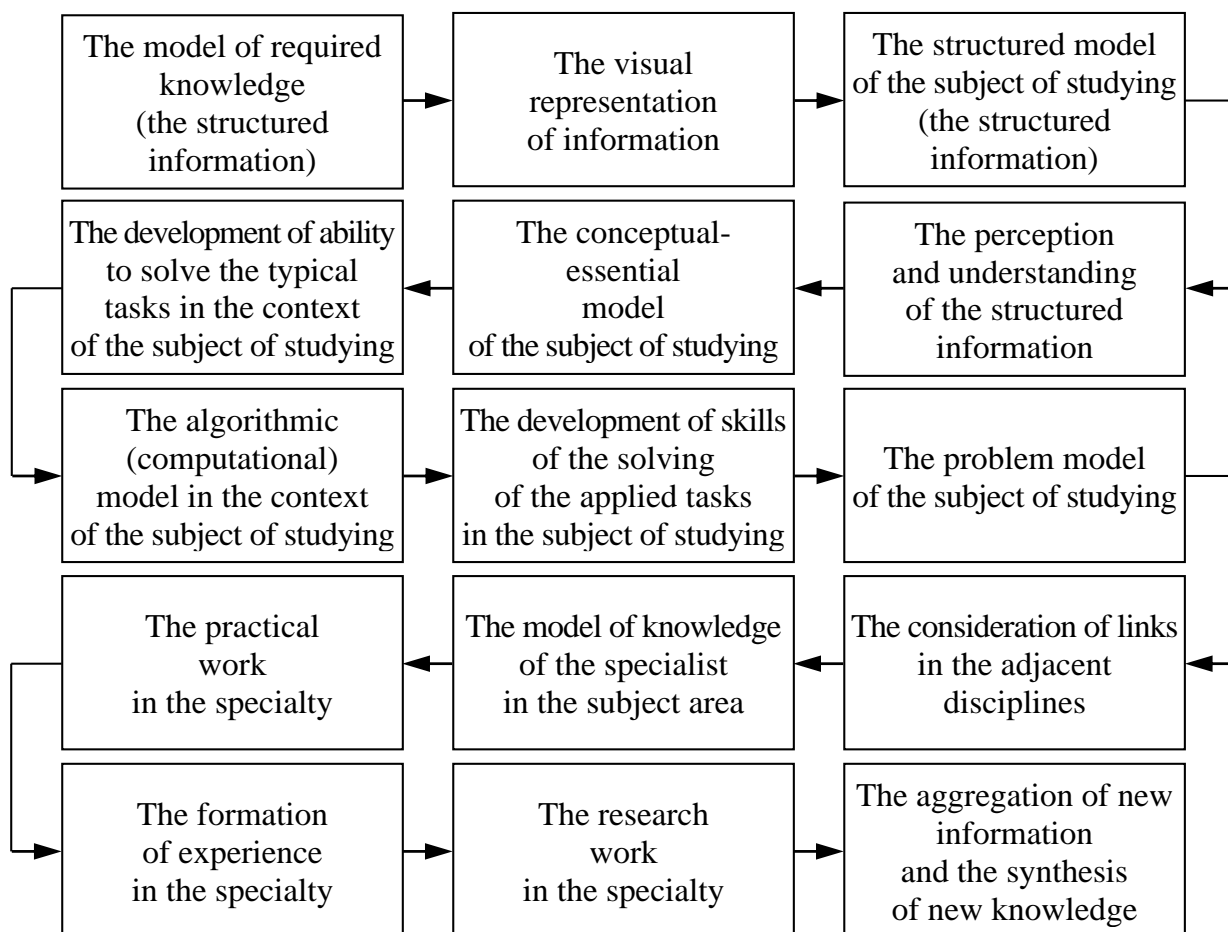 The model of required
knowledge
(the structured
information)
The visual
representation
of information
The structured model
of the subject of studying
(the structured
information)
The development of ability
to solve the typical
tasks in the context
of the subject of studying
The conceptual-
essential
model
of the subject of studying
The perception
and understanding
of the structured
information
The algorithmic
(computational)
model in the context
of the subject of studying
The development of skills
of the solving
of the applied tasks
in the subject of studying
The problem model
of the subject of studying
The practical
work
in the specialty
The model of knowledge
of the specialist
in the subject area
The consideration of links
in the adjacent
disciplines
The formation
of experience
in the specialty
The research
work
in the specialty
The aggregation of new
information
and the synthesis
of new knowledge